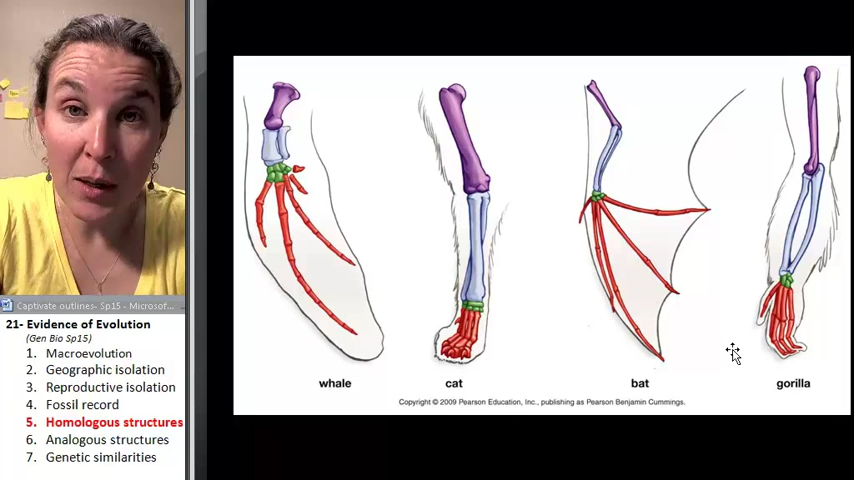 Captivate outlines- Sp15 - Microsof...
21- Evidence of Evolution
(Gen Bio Sp15)
1. Macroevolution
2. Geographic isolation
3. Reproductive isolation
4. Fossil record
5. Homologous structures
6. Analogous structures
7. Genetic similarities
whale
cat
bat
gorilla
Copyright © 2009 Pearson Education, Inc., publishing as Pearson Benjamin Cummings.